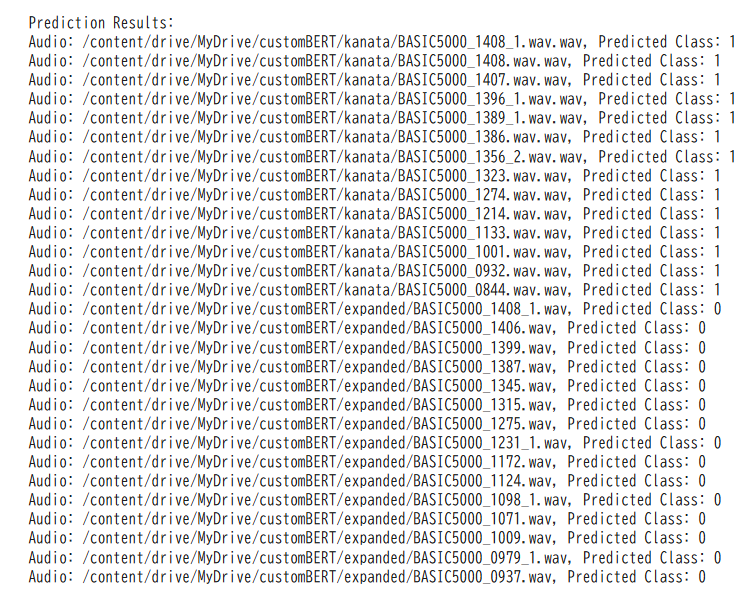 Prediction Results:
Audio: /content/drive/MyDrive/customBERT/kanata/BASIC5000_1408_1.wav.wav, Predicted Class: 1
Audio: /content/drive/MyDrive/customBERT/kanata/BASIC5000_1408.wav.wav, Predicted Class: 1
Audio: /content/drive/MyDrive/customBERT/kanata/BASIC5000_1407.wav.wav, Predicted Class: 1
Audio: /content/drive/MyDrive/customBERT/kanata/BASIC5000_1396_1.wav.wav, Predicted Class: 1
Audio: /content/drive/MyDrive/customBERT/kanata/BASIC5000_1389_1.wav.wav, Predicted Class: 1
Audio: /content/drive/MyDrive/customBERT/kanata/BASIC5000_1386.wav.wav, Predicted Class: 1
Audio: /content/drive/MyDrive/customBERT/kanata/BASIC5000_1356_2.wav.wav, Predicted Class: 1
Audio: /content/drive/MyDrive/customBERT/kanata/BASIC5000_1323.wav.wav, Predicted Class: 1
Audio: /content/drive/MyDrive/customBERT/kanata/BASIC5000_1274.wav.wav, Predicted Class: 1
Audio: /content/drive/MyDrive/customBERT/kanata/BASIC5000_1214.wav.wav, Predicted Class: 1
Audio: /content/drive/MyDrive/customBERT/kanata/BASIC5000_1133.wav.wav, Predicted Class: 1
Audio: /content/drive/MyDrive/customBERT/kanata/BASIC5000_1001.wav.wav, Predicted Class: 1
Audio: /content/drive/MyDrive/customBERT/kanata/BASIC5000_0932.wav.wav, Predicted Class: 1
Audio: /content/drive/MyDrive/customBERT/kanata/BASIC5000_0844.wav.wav, Predicted Class: 1
Audio: /content/drive/MyDrive/customBERT/expanded/BASIC5000_1408_1.wav, Predicted Class: 0
Audio: /content/drive/MyDrive/customBERT/expanded/BASIC5000_1406.wav, Predicted Class: 0
Audio: /content/drive/MyDrive/customBERT/expanded/BASIC5000_1399.wav, Predicted Class: 0
Audio: /content/drive/MyDrive/customBERT/expanded/BASIC5000_1387.wav, Predicted Class: 0
Audio: /content/drive/MyDrive/customBERT/expanded/BASIC5000_1345.wav, Predicted Class: 0
Audio: /content/drive/MyDrive/customBERT/expanded/BASIC5000_1315.wav, Predicted Class: 0
Audio: /content/drive/MyDrive/customBERT/expanded/BASIC5000_1275.wav, Predicted Class: 0
Audio: /content/drive/MyDrive/customBERT/expanded/BASIC5000_1231_1.wav, Predicted Class: 0
Audio: /content/drive/MyDrive/customBERT/expanded/BASIC5000_1172.wav, Predicted Class: 0
Audio: /content/drive/MyDrive/customBERT/expanded/BASIC5000_1124.wav, Predicted Class: 0
Audio: /content/drive/MyDrive/customBERT/expanded/BASIC5000_1098_1.wav, Predicted Class: 0
Audio: /content/drive/MyDrive/customBERT/expanded/BASIC5000_1071.wav, Predicted Class: 0
Audio: /content/drive/MyDrive/customBERT/expanded/BASIC5000_1009.wav, Predicted Class: 0
Audio: /content/drive/MyDrive/customBERT/expanded/BASIC5000_0979_1.wav, Predicted Class: 0
Audio: /content/drive/MyDrive/customBERT/expanded/BASIC5000_0937.wav, Predicted Class: 0